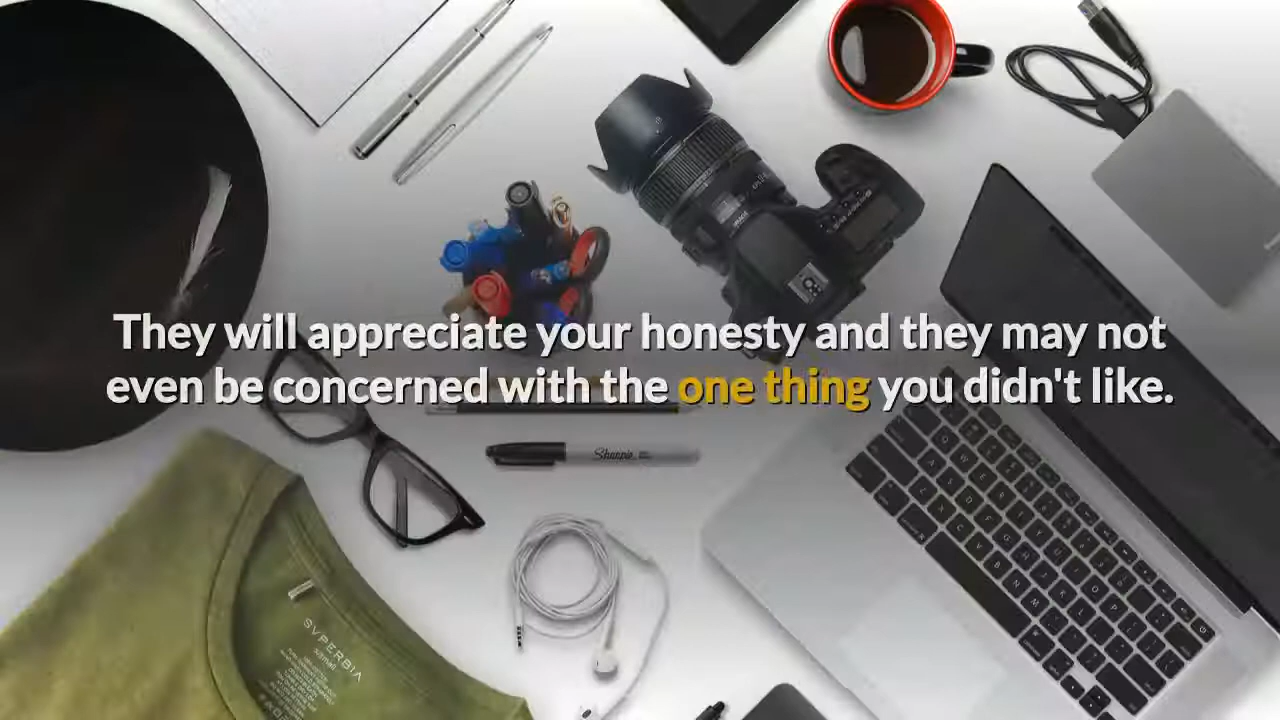 They will appreciate your honesty and they may not
even be concerned with the one thing you didn't like.
Sharpie
SVPERBIA
x/small